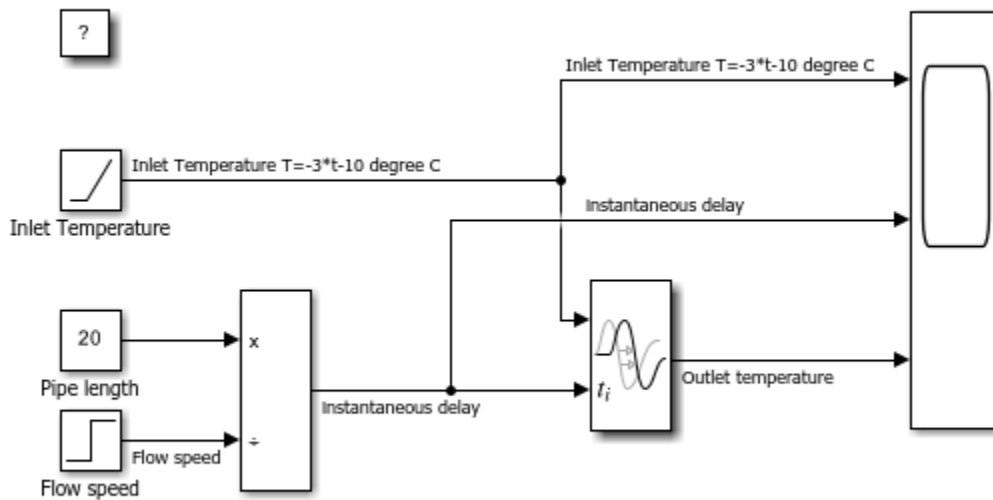 ?
Inlet Temperature T=-3*t-10 degree C
Inlet Temperature T=-3*t-10 degree C
Inlet Temperature
Instantaneous delay
20
x
Pipe length
t_i
Outlet temperature
Instantaneous delay
÷
Flow speed
Flow speed